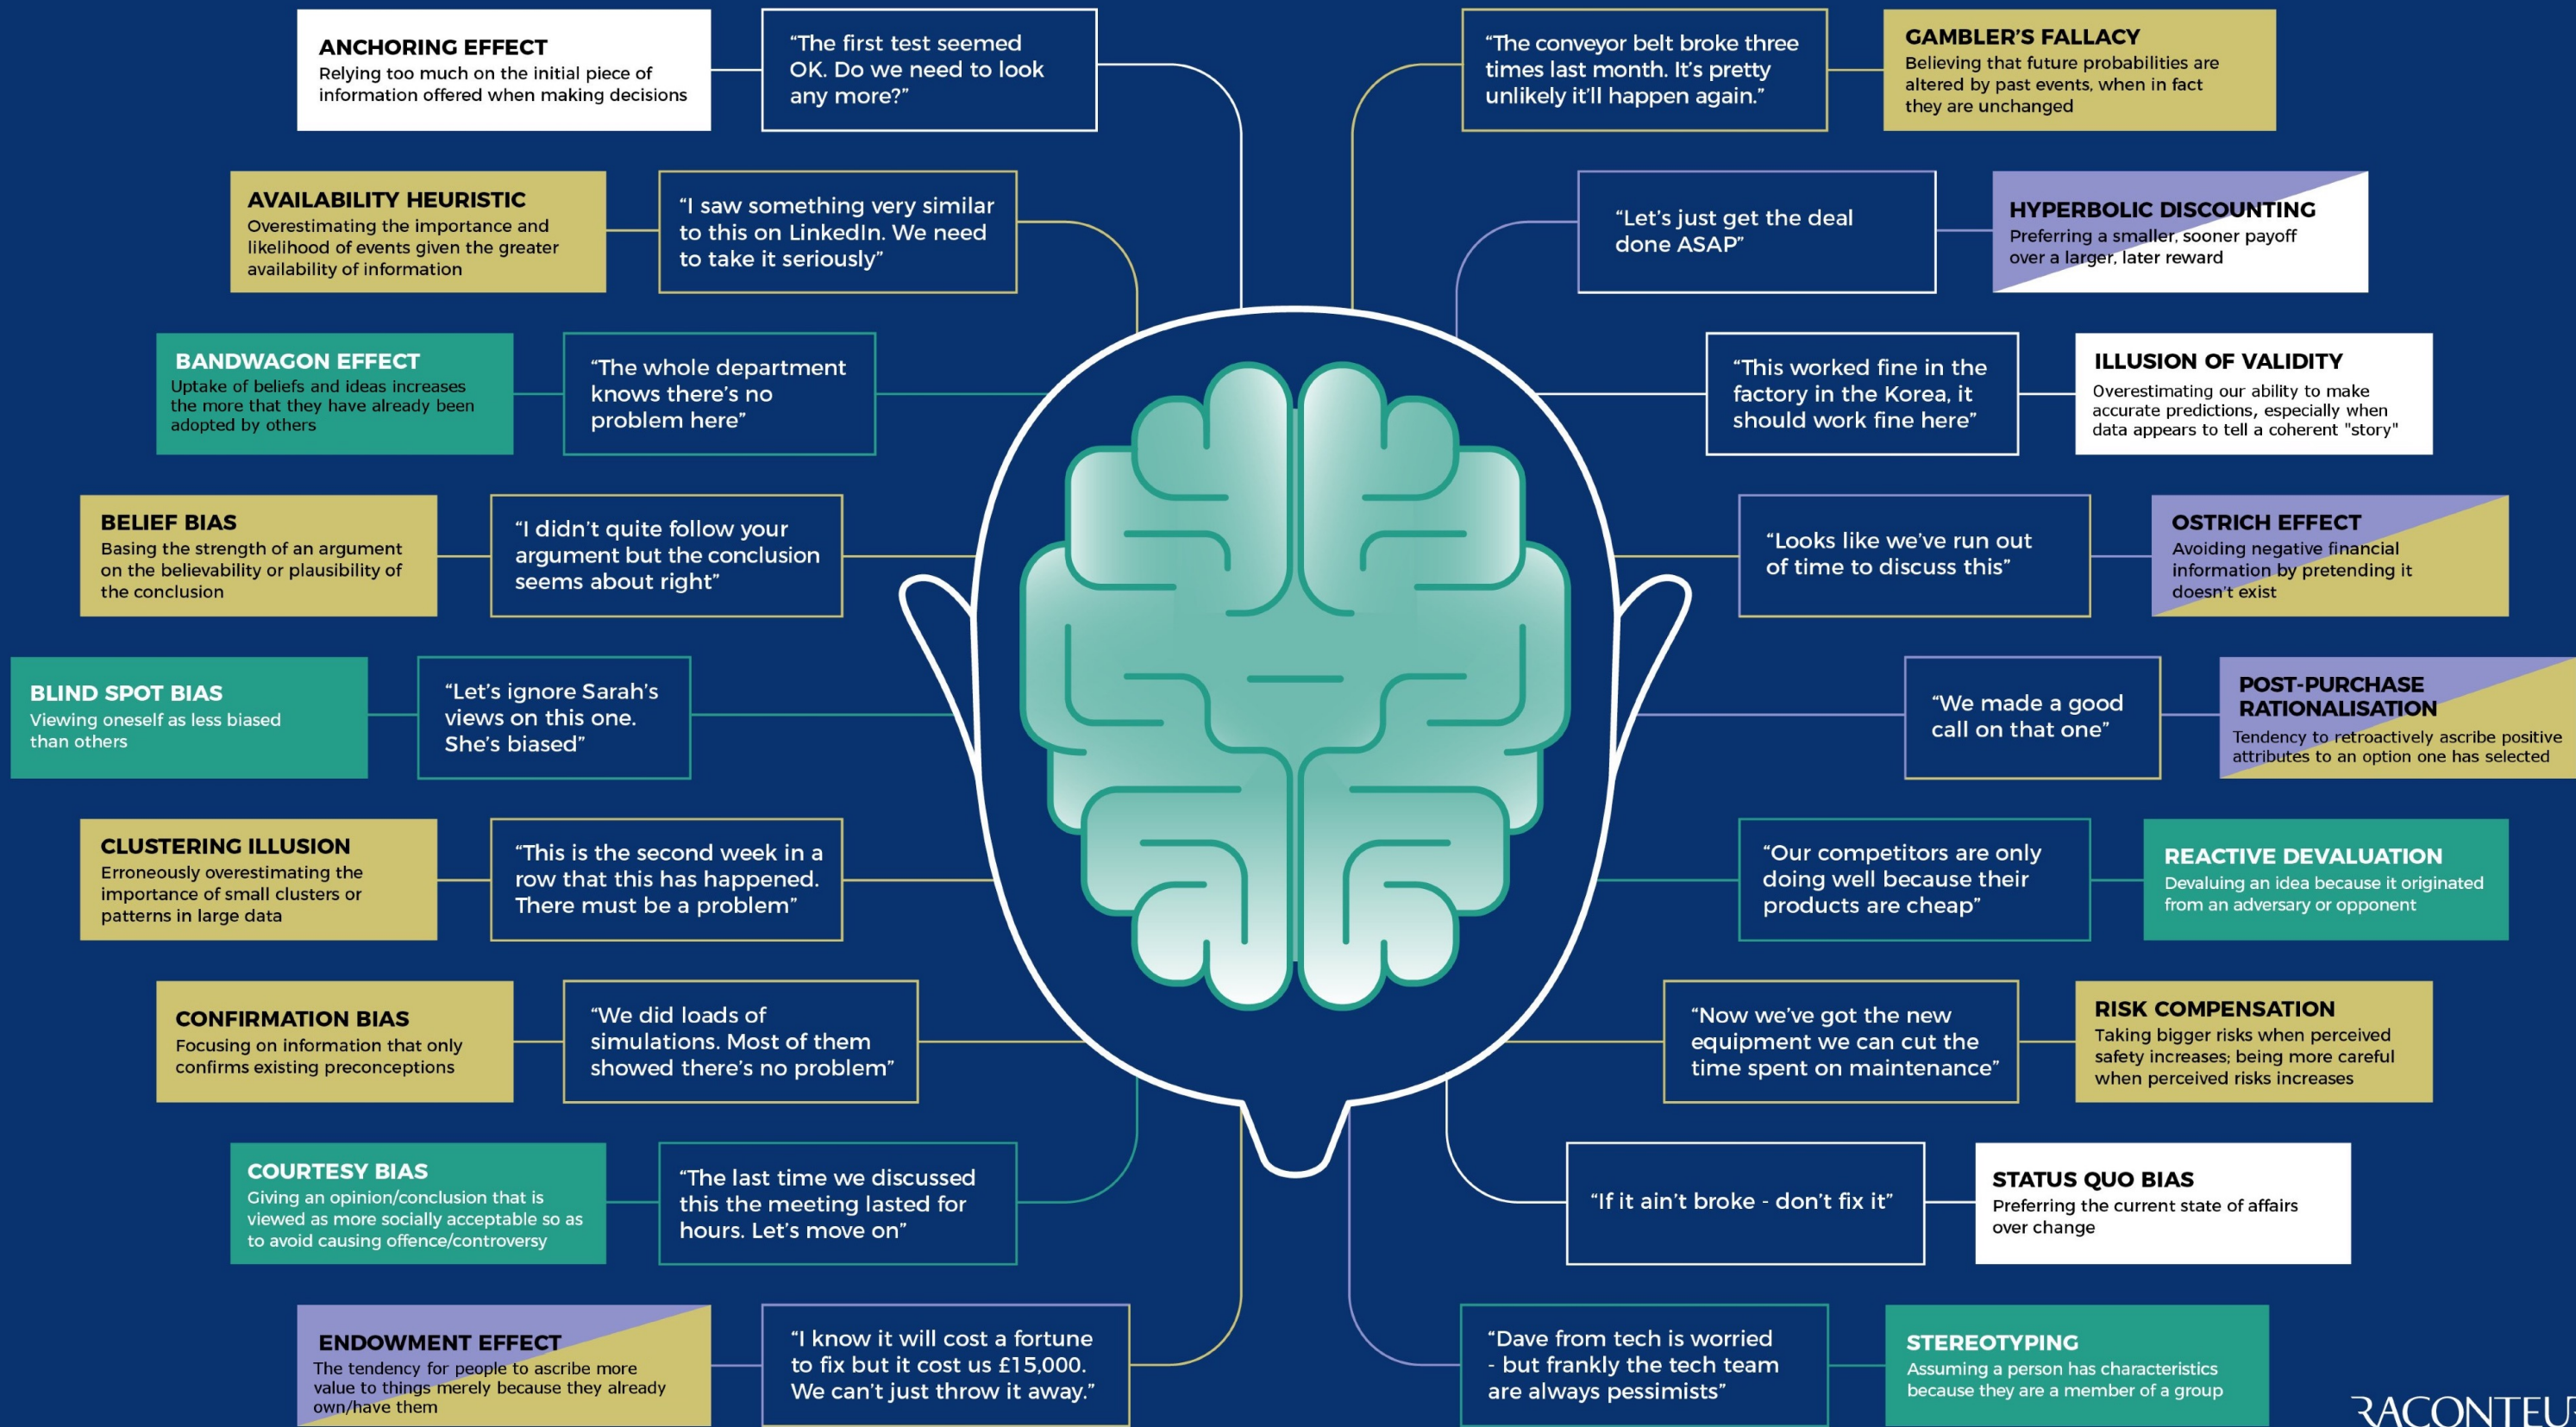 ANCHORING EFFECT
Relying too much on the initial piece of
information offered when making decisions
“The first test seemed
OK. Do we need to look
any more?”
AVAILABILITY HEURISTIC
Overestimating the importance and
likelihood of events given the greater
availability of information
“I saw something very similar
to this on LinkedIn. We need
to take it seriously”
BANDWAGON EFFECT
Uptake of beliefs and ideas increases
the more that they have already been
adopted by others
“The whole department
knows there’s no
problem here”
BELIEF BIAS
Basing the strength of an argument
on the believability or plausibility of
the conclusion
“I didn’t quite follow your
argument but the conclusion
seems about right”
BLIND SPOT BIAS
Viewing oneself as less biased
than others
“Let’s ignore Sarah’s
views on this one.
She’s biased”
CLUSTERING ILLUSION
Erroneously overestimating the
importance of small clusters or
patterns in large data
“This is the second week in a
row that this has happened.
There must be a problem”
CONFIRMATION BIAS
Focusing on information that only
confirms existing preconceptions
“We did loads of
simulations. Most of them
showed there’s no problem”
COURTESY BIAS
Giving an opinion/conclusion that is
viewed as more socially acceptable so as
to avoid causing offence/controversy
“The last time we discussed
this the meeting lasted for
hours. Let’s move on”
ENDOWMENT EFFECT
The tendency for people to ascribe more
value to things merely because they already
own/have them
“I know it will cost a fortune
to fix but it cost us £15,000.
We can’t just throw it away.”
“The conveyor belt broke three
times last month. It’s pretty
unlikely it’ll happen again.”
GAMBLER’S FALLACY
Believing that future probabilities are
altered by past events, when in fact
they are unchanged
“Let’s just get the deal
done ASAP”
HYPERBOLIC DISCOUNTING
Preferring a smaller, sooner payoff
over a larger, later reward
“This worked fine in the
factory in the Korea, it
should work fine here”
ILLUSION OF VALIDITY
Overestimating our ability to make
accurate predictions, especially when
data appears to tell a coherent "story"
“Looks like we’ve run out
of time to discuss this”
OSTRICH EFFECT
Avoiding negative financial
information by pretending it
doesn’t exist
“We made a good
call on that one”
POST-PURCHASE
RATIONALISATION
Tendency to retroactively ascribe positive
attributes to an option one has selected
“Our competitors are only
doing well because their
products are cheap”
REACTIVE DEVALUATION
Devaluing an idea because it originated
from an adversary or opponent
“Now we’ve got the new
equipment we can cut the
time spent on maintenance”
RISK COMPENSATION
Taking bigger risks when perceived
safety increases; being more careful
when perceived risks increases
“If it ain’t broke - don’t fix it”
STATUS QUO BIAS
Preferring the current state of affairs
over change
“Dave from tech is worried
- but frankly the tech team
are always pessimists”
STEREOTYPING
Assuming a person has characteristics
because they are a member of a group
RACONTEUR